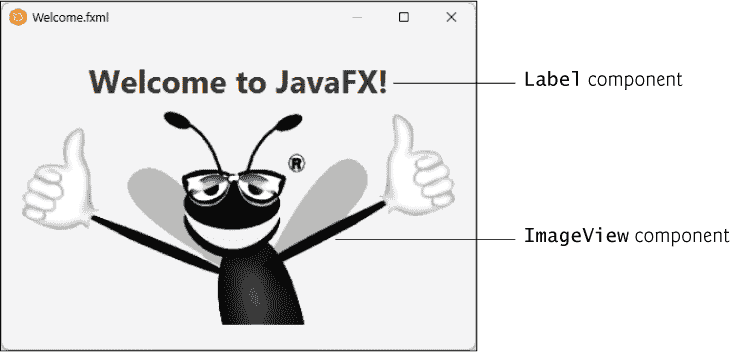 Welcome.fxml
Welcome to JavaFX!
Label component
®
ImageView component